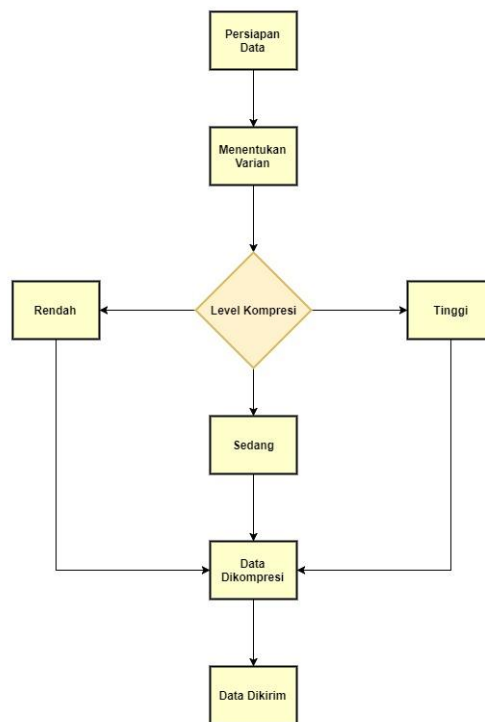 Persiapan
Data
Menentukan
Varian
Rendah
Level Kompresi
Tinggi
Sedang
Data
Dikompresi
Data Dikirim